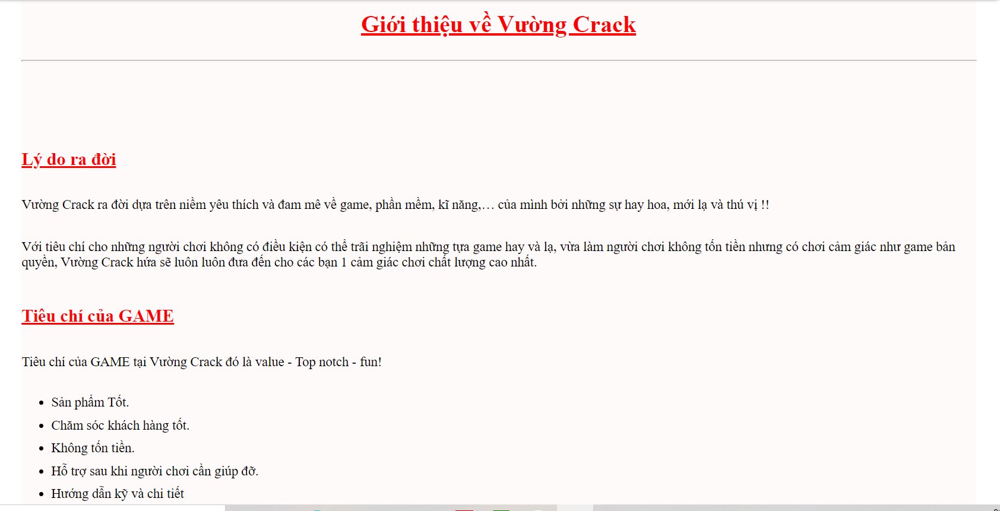 Giới thiệu về Vường Crack
Lý do ra đời
Vường Crack ra đời dựa trên niềm yêu thích và đam mê về game, phần mềm, kĩ năng,… của mình bởi những sự hay hoa, mới lạ và thú vị !!
Với tiêu chí cho những người chơi không có điều kiện có thể trãi nghiệm những tựa game hay và lạ, vừa làm người chơi không tốn tiền nhưng có chơi cảm giác như game bản
quyền, Vường Crack hứa sẽ luôn luôn đưa đến cho các bạn 1 cảm giác chơi chất lượng cao nhất.
Tiêu chí của GAME
Tiêu chí của GAME tại Vường Crack đó là value - Top notch - fun!
Sản phẩm Tốt.
Chăm sóc khách hàng tốt.
Không tốn tiền.
Hỗ trợ sau khi người chơi cần giúp đỡ.
Hướng dẫn kỹ và chi tiết